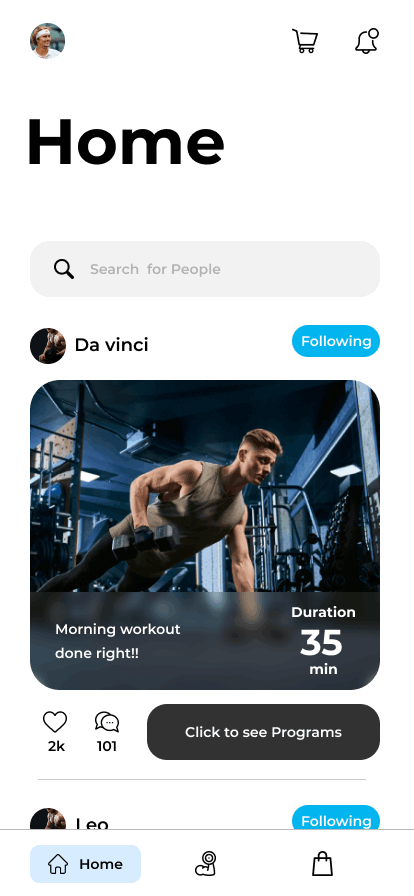 Home
Search  for People
Da vinci
Following
Morning workout
done right!!
Duration
35
min
2k
101
Click to see Programs
Leo
Following
Home